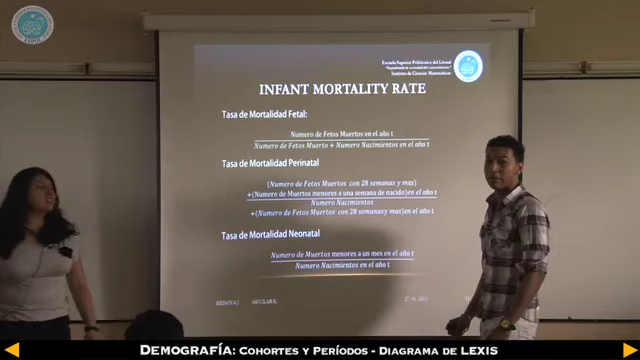 Escuela Superior Politécnica del Litoral
Instituto de Ciencias Matemáticas
INFANT MORTALITY RATE
Tasa de Mortalidad Fetal:
Numero de Fetos Muertos en el año t
Numero de Fetos Muerto + Numero Nacimientos en el año t
Tasa de Mortalidad Perinatal
(Numero de Fetos Muertos con 28 semanas y mas)
+(Numero de Muertos menores a una semana de nacido)en el año t
Numero Nacimientos
+(Numero de Fetos Muertos con 28 semanasy mas)en el año t
Tasa de Mortalidad Neonatal
Numero de Muertos menores a un mes en el año t
Numero Nacimientos en el año t
BEDOYA J AGUILAR K
DEMOGRAFÍA: COHORTES Y PERÍODOS - DIAGRAMA DE LEXIS